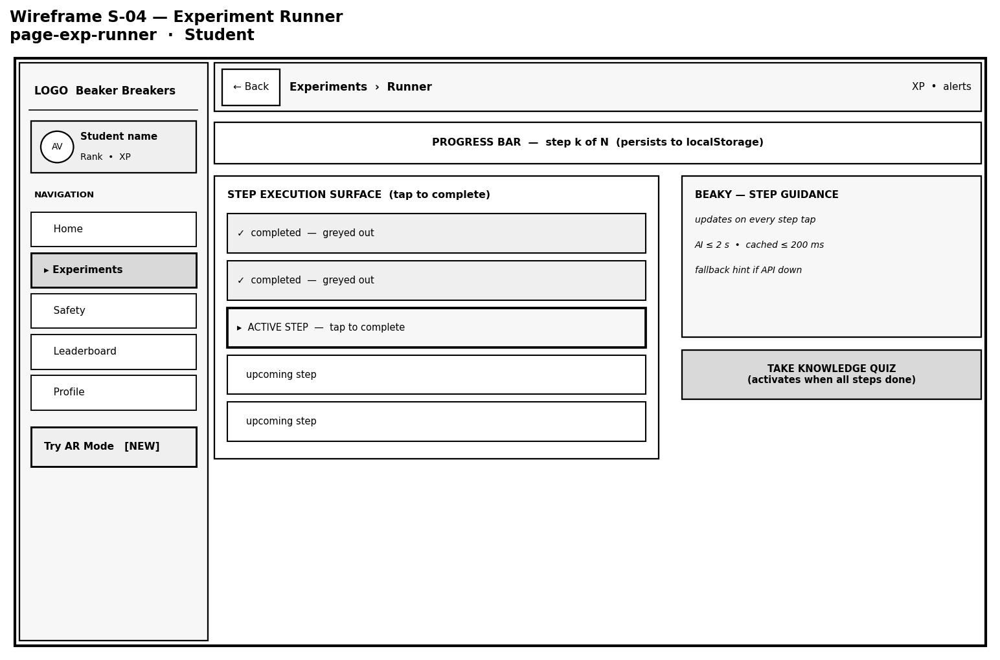 Wireframe S-04 — Experiment Runner
page-exp-runner · Student
LOGO Beaker Breakers
AV
Student name
Rank • XP
NAVIGATION
Home
▸ Experiments
Safety
Leaderboard
Profile
Try AR Mode [NEW]
← Back
Experiments › Runner
XP • alerts
PROGRESS BAR — step k of N (persists to localStorage)
STEP EXECUTION SURFACE (tap to complete)
✓ completed — greyed out
✓ completed — greyed out
▸ ACTIVE STEP — tap to complete
upcoming step
upcoming step
BEAKY — STEP GUIDANCE
updates on every step tap
AI ≤ 2 s • cached ≤ 200 ms
fallback hint if API down
TAKE KNOWLEDGE QUIZ
(activates when all steps done)